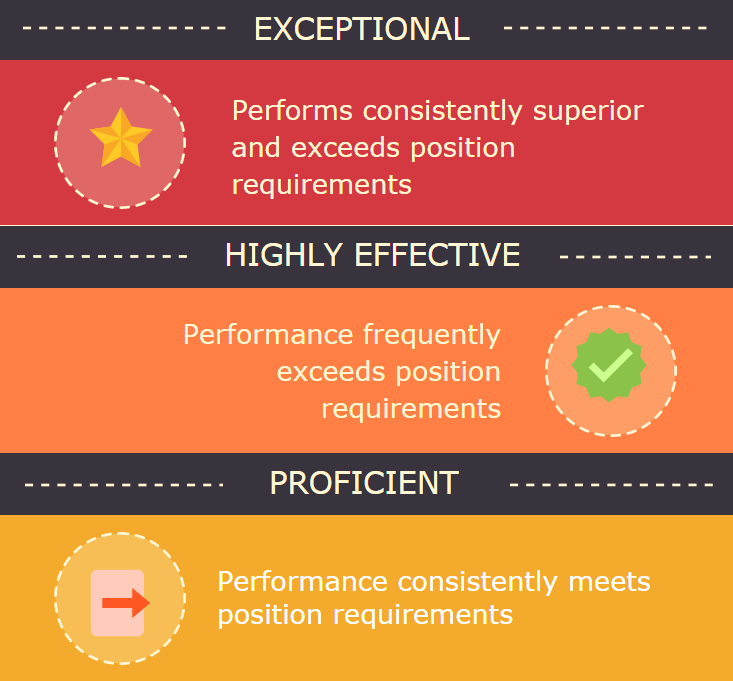 EXCEPTIONAL
Performs consistently superior
and exceeds position
requirements
HIGHLY EFFECTIVE
Performance frequently
exceeds position
requirements
PROFICIENT
Performance consistently meets
position requirements